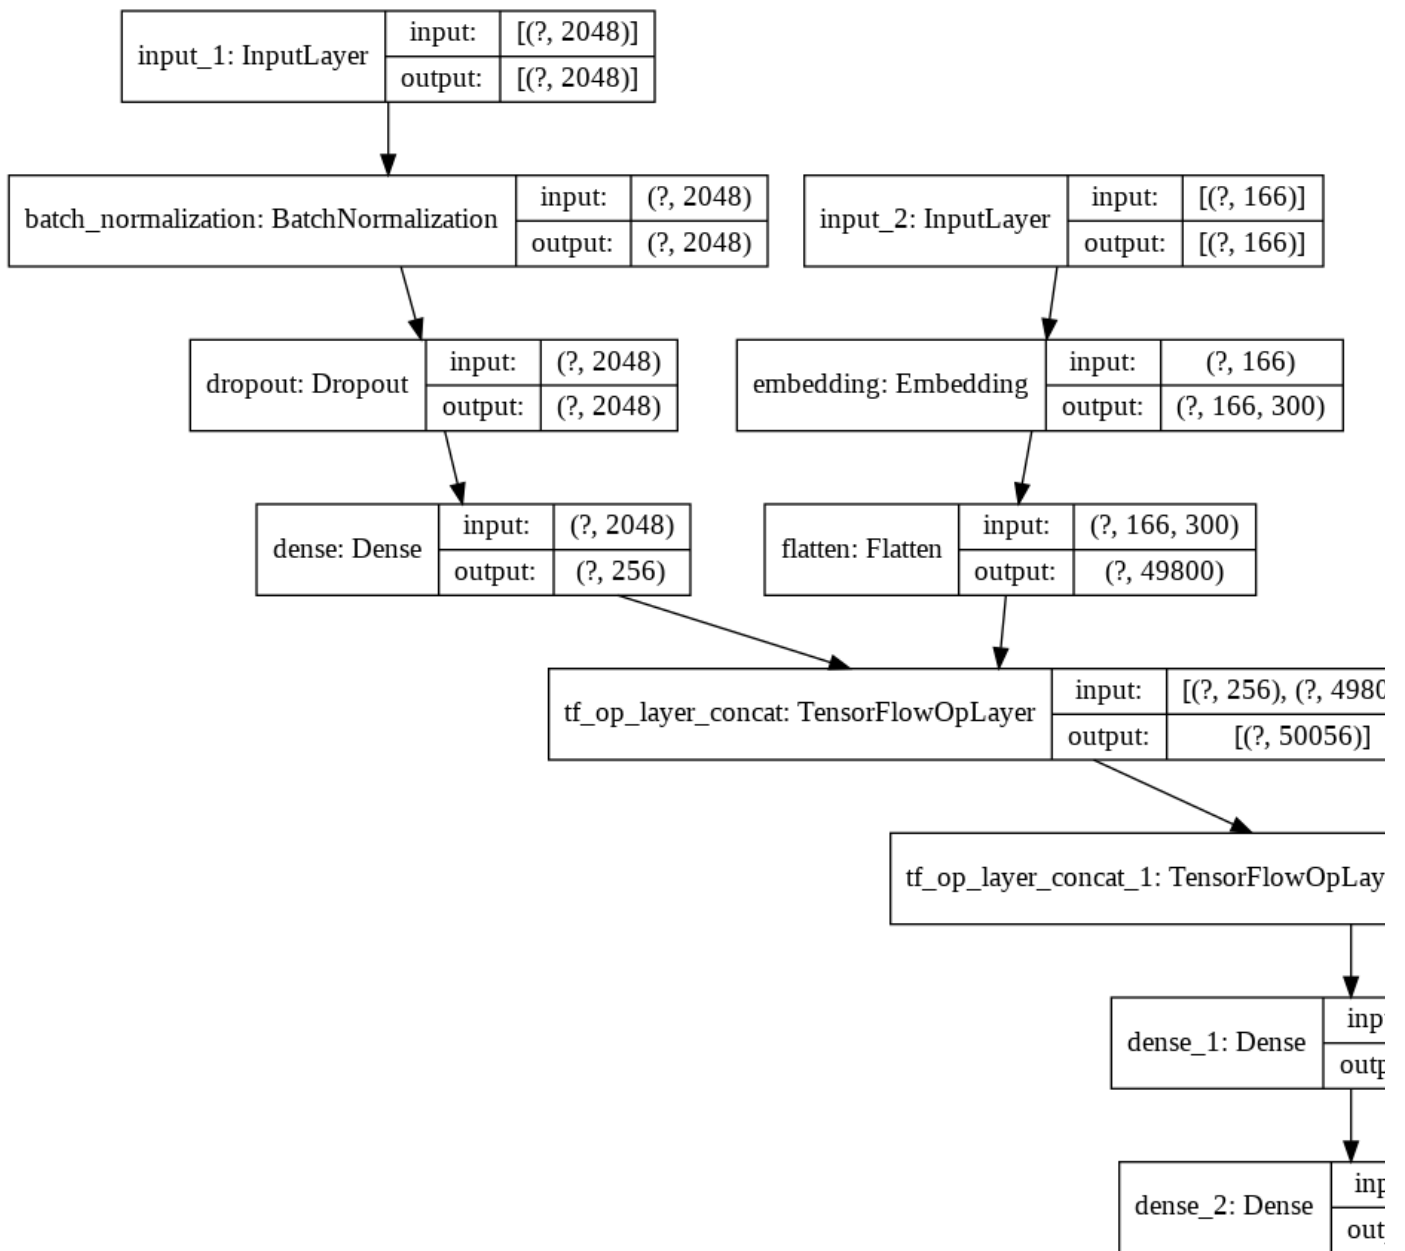 input_1: InputLayer
input: [(?, 2048)]
output: [(?, 2048)]
batch_normalization: BatchNormalization
input: (?, 2048)
output: (?, 2048)
input_2: InputLayer
input: [(?, 166)]
output: [(?, 166)]
dropout: Dropout
input: (?, 2048)
output: (?, 2048)
embedding: Embedding
input: (?, 166)
output: (?, 166, 300)
dense: Dense
input: (?, 2048)
output: (?, 256)
flatten: Flatten
input: (?, 166, 300)
output: (?, 49800)
tf_op_layer_concat: TensorFlowOpLayer
input: [(?, 256), (?, 4980
output: [(?, 50056)]
tf_op_layer_concat_1: TensorFlowOpLay
dense_1: Dense
inp
outp
dense_2: Dense
inp
out